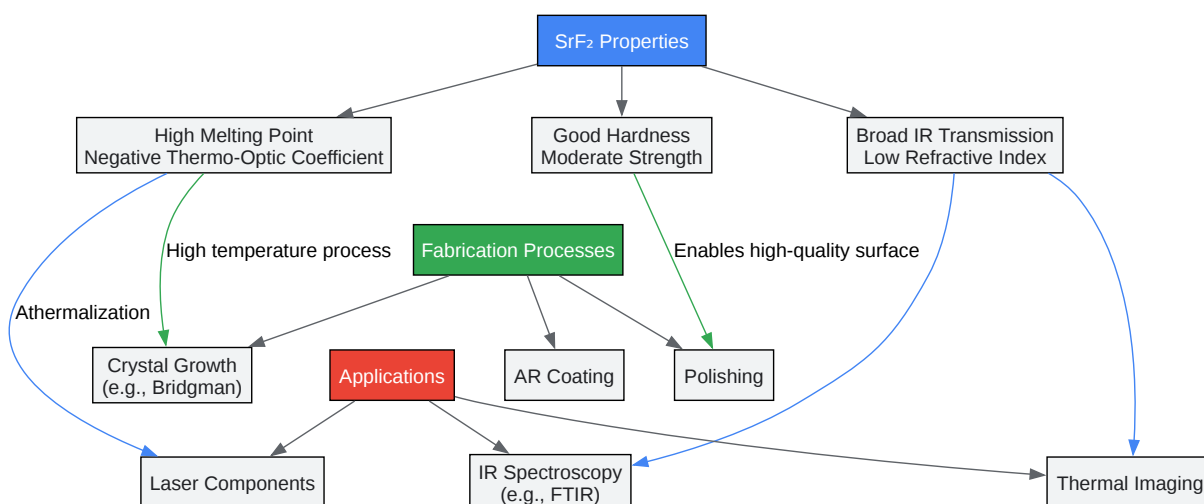 SrF₂ Properties
High Melting Point
Negative Thermo-Optic Coefficient
Good Hardness
Moderate Strength
Broad IR Transmission
Low Refractive Index
High temperature process
Fabrication Processes
Enables high-quality surface
Athermalization
Crystal Growth
(e.g., Bridgman)
Applications
AR Coating
Polishing
Laser Components
IR Spectroscopy
(e.g., FTIR)
Thermal Imaging